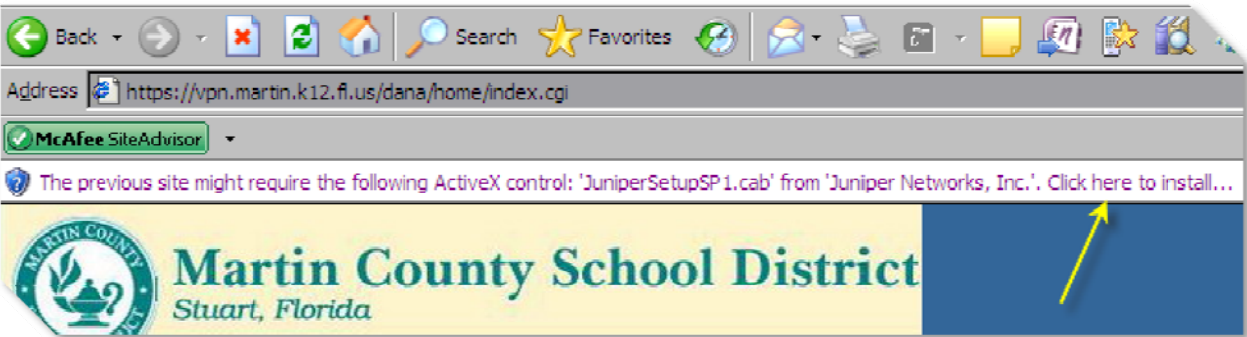 Back Search Favorites
Address https://vpn.martin.k12.fl.us/dana/home/index.cgi
McAfee SiteAdvisor
The previous site might require the following ActiveX control: 'JuniperSetupSP1.cab' from 'Juniper Networks, Inc.'. Click here to install...
MARTIN COUNTY
Martin County School District
Stuart, Florida